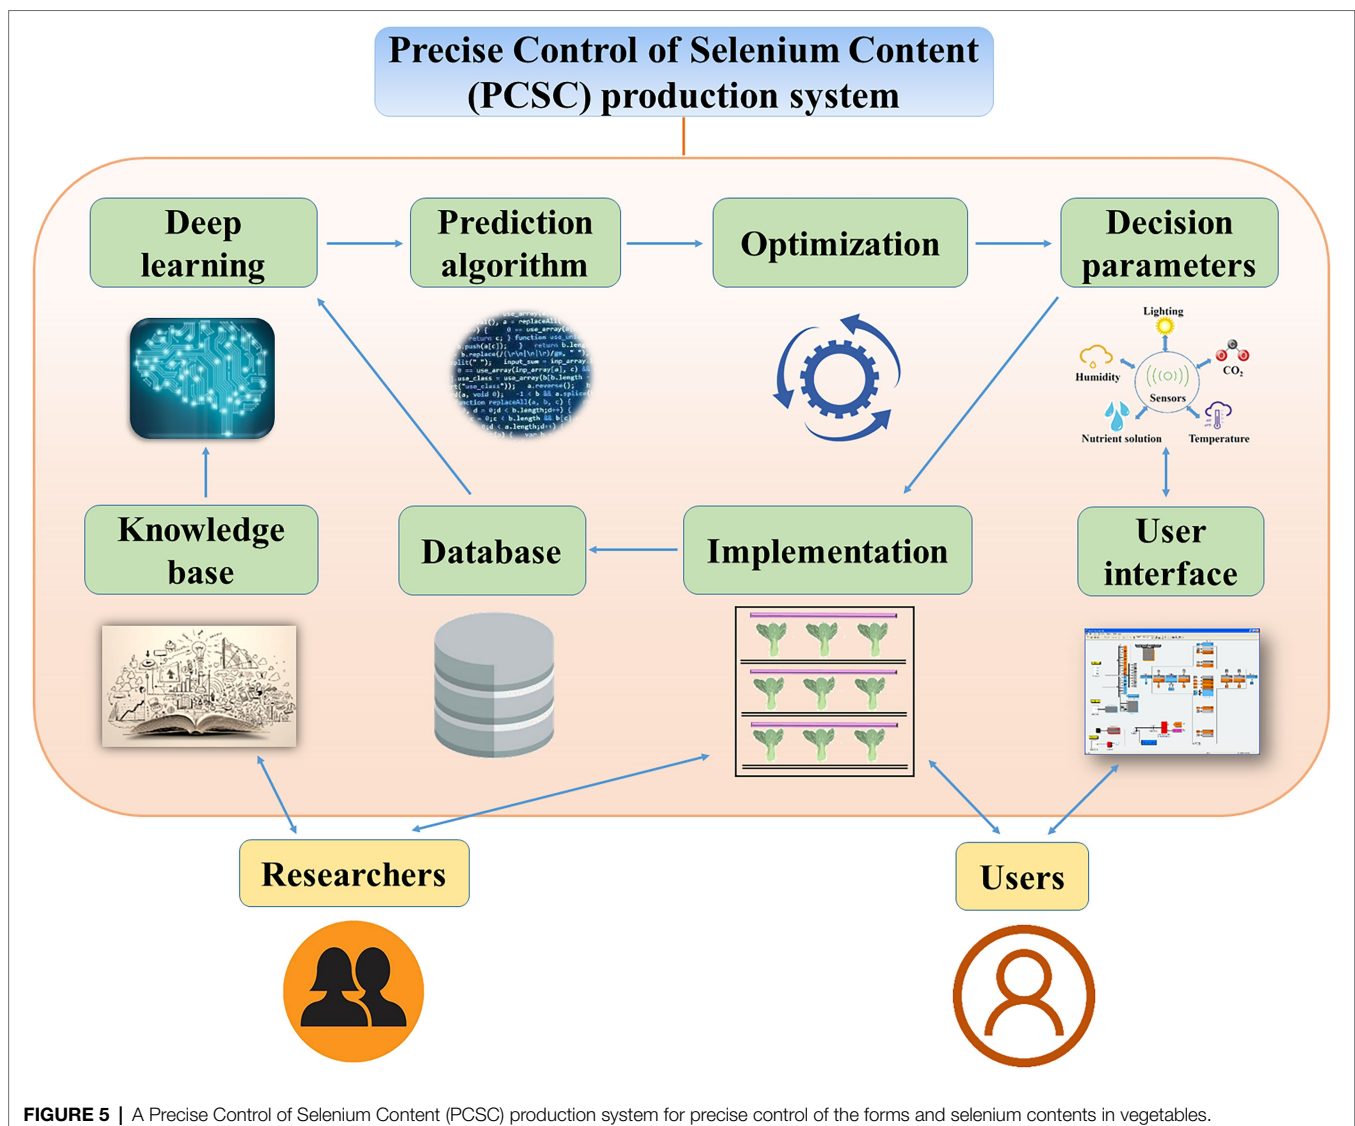 Precise Control of Selenium Content
(PCSC) production system
Deep
learning
Prediction
algorithm
Optimization
Decision
parameters
Lighting
Humidity
CO₂
Sensors
Nutrient solution
Temperature
Knowledge
base
Database
Implementation
User
interface
Researchers
Users
FIGURE 5 | A Precise Control of Selenium Content (PCSC) production system for precise control of the forms and selenium contents in vegetables.